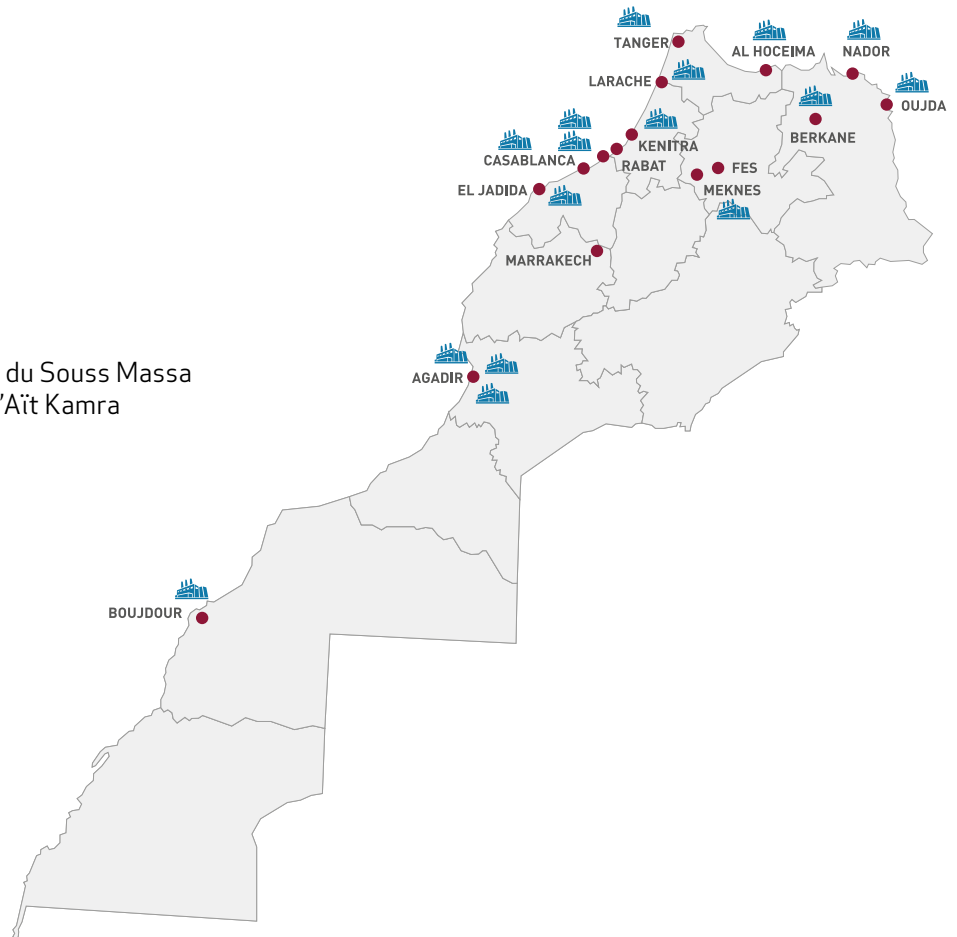 TANGER
AL HOCEIMA
NADOR
LARACHE
OUJDA
BERKANE
KENITRA
CASABLANCA
RABAT
FES
EL JADIDA
MEKNES
MARRAKECH
du Souss Massa
AGADIR
'Aït Kamra
BOUJDOUR